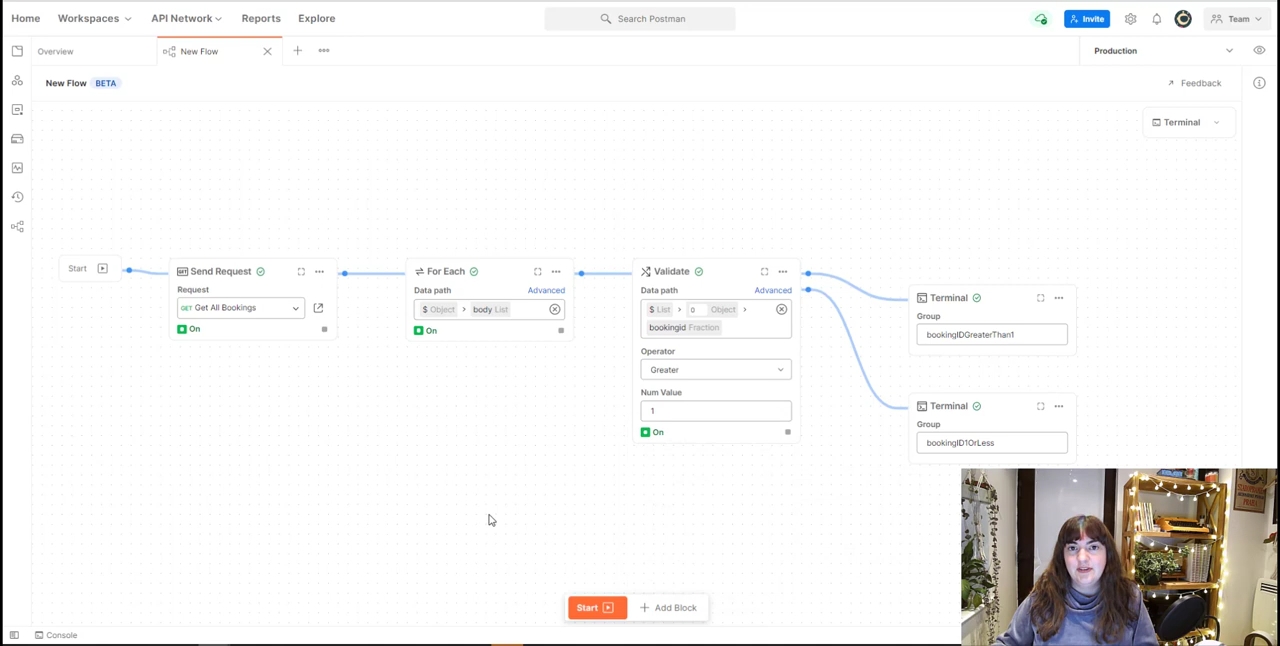 Home Workspaces API Network Reports Explore Search Postman Invite Team
Overview New Flow Production
New Flow BETA Feedback
Terminal
Start
Send Request
Request
GET Get All Bookings
On
For Each
Data path Advanced
$ Object > body List
On
Validate
Data path Advanced
$ List > 0 Object >
bookingid Fraction
Operator
Greater
Num Value
1
On
Terminal
Group
bookingIDGreaterThan1
Terminal
Group
bookingID1OrLess
Start + Add Block
Console